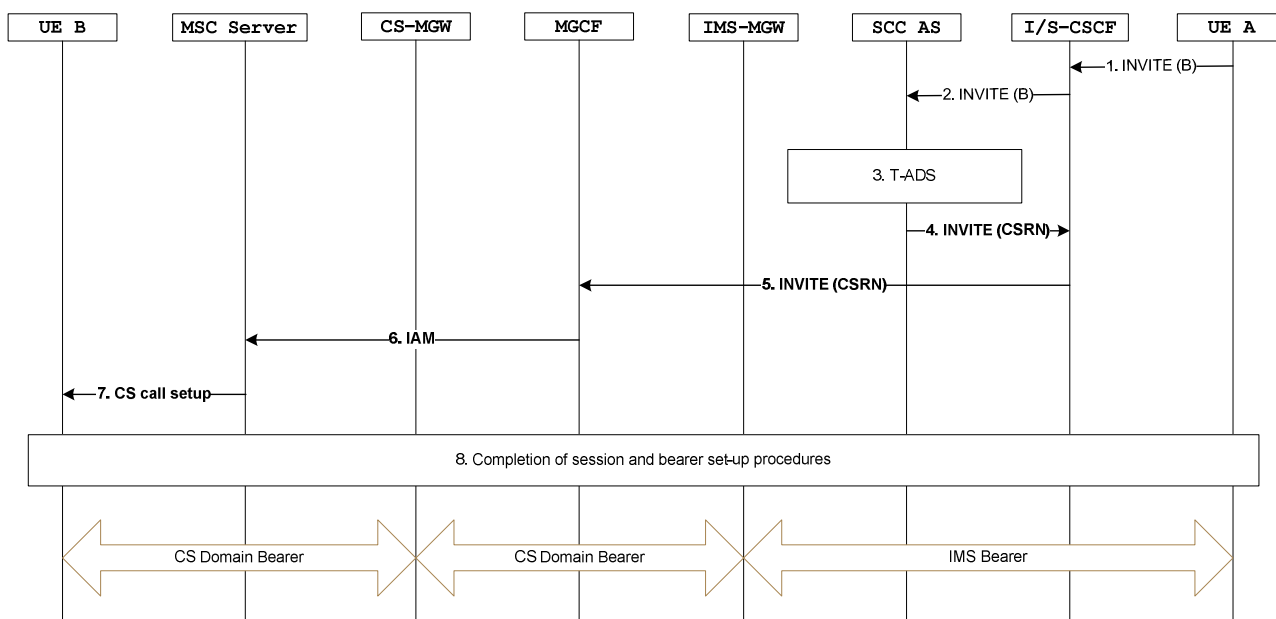 UE B
MSC Server
CS-MGW
MGCF
IMS-MGW
SCC AS
I/S-CSCF
UE A
1. INVITE (B)
2. INVITE (B)
3. T-ADS
4. INVITE (CSRN)
5. INVITE (CSRN)
6. IAM
7. CS call setup
8. Completion of session and bearer set-up procedures
CS Domain Bearer
CS Domain Bearer
IMS Bearer